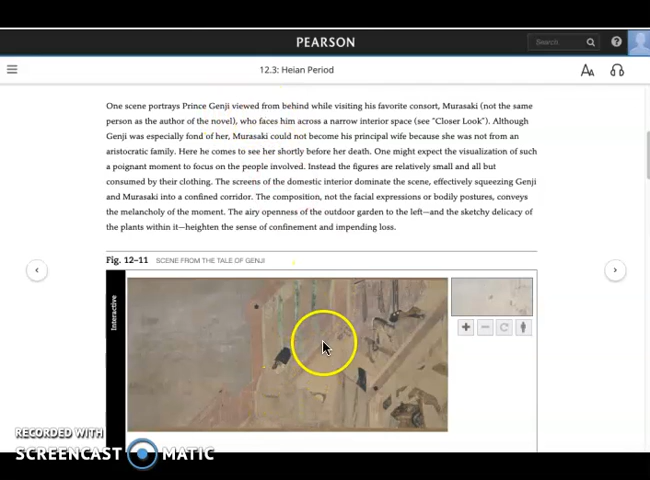 PEARSON
Search
12.3: Heian Period
AA
One scene portrays Prince Genji viewed from behind while visiting his favorite consort, Murasaki (not the same
person as the author of the novel), who faces him across a narrow interior space (see "Closer Look"). Although
Genji was especially fond of her, Murasaki could not become his principal wife because she was not from an
aristocratic family. Here he comes to see her shortly before her death. One might expect the visualization of such
a poignant moment to focus on the people involved. Instead the figures are relatively small and all but
consumed by their clothing. The screens of the domestic interior dominate the scene, effectively squeezing Genji
and Murasaki into a confined corridor. The composition, not the facial expressions or bodily postures, conveys
the melancholy of the moment. The airy openness of the outdoor garden to the left—and the sketchy delicacy of
the plants within it—heighten the sense of confinement and impending loss.
Fig. 12–11 SCENE FROM THE TALE OF GENJI
Interactive
RECORDED WITH
SCREENCAST MATIC